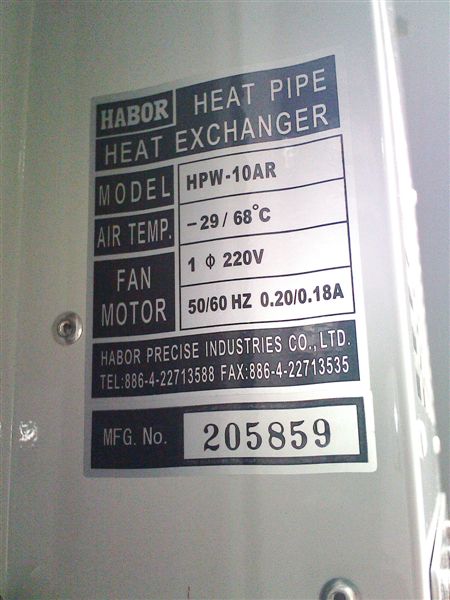 HABOR HEAT PIPE
HEAT EXCHANGER
MODEL HPW-10AR
AIR TEMP. -29/68°C
FAN MOTOR 1 ф 220V
50/60 HZ 0.20/0.18A
HABOR PRECISE INDUSTRIES CO., LTD.
TEL:886-4-22713588 FAX:886-4-22713535
MFG. No. 205859